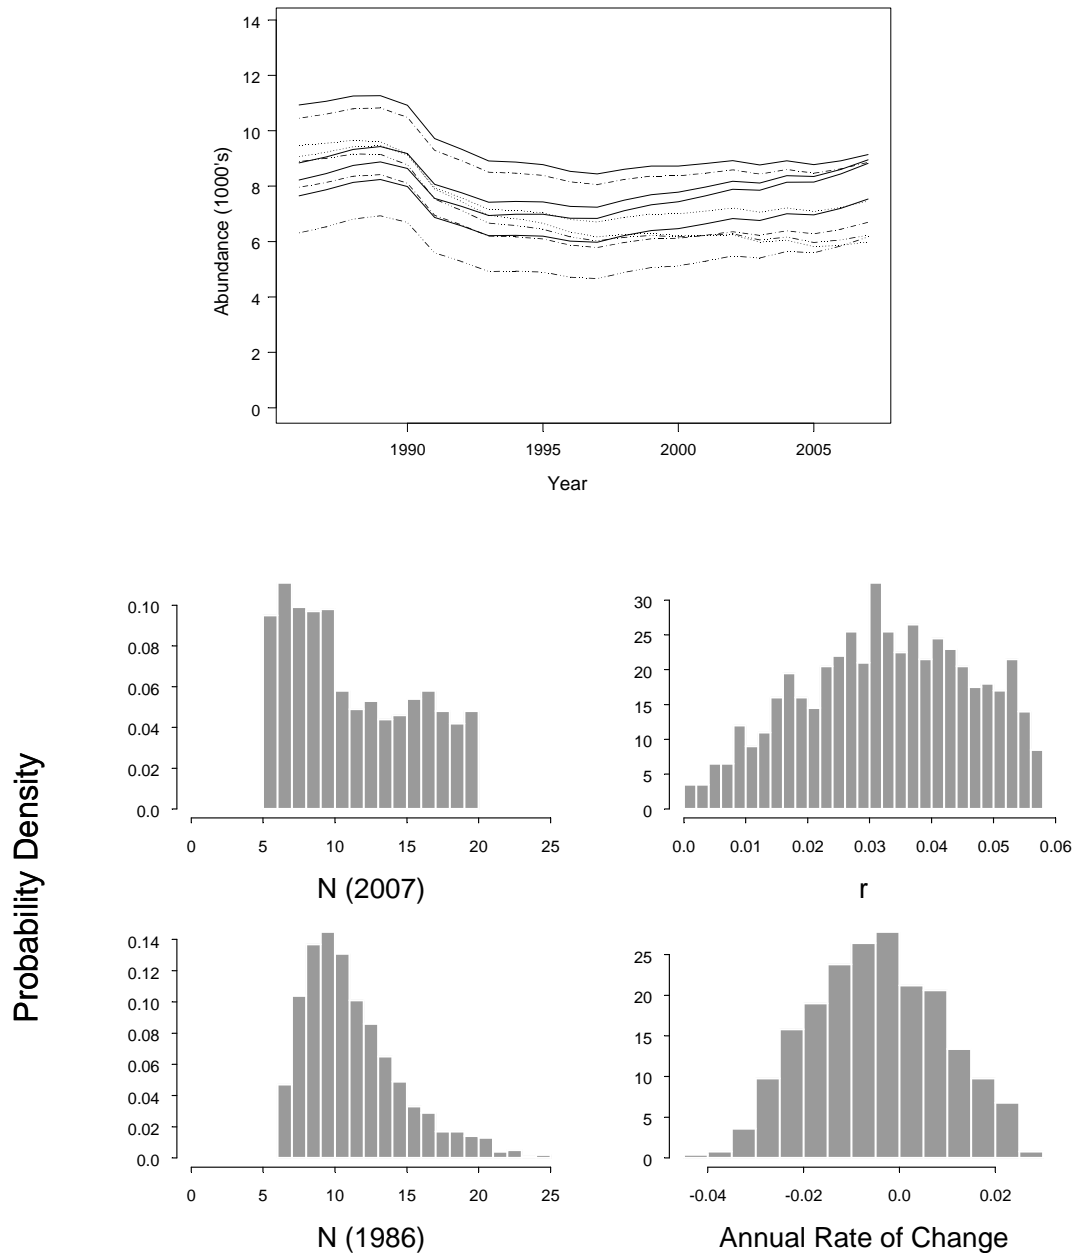 14
12
10
8
6
4
2
0
Abundance (1000's)
1990 1995 2000 2005
Year
Probability Density
0.10
0.08
0.06
0.04
0.02
0.0
0 5 10 15 20 25
N (2007)
30
25
20
15
10
5
0
0.0 0.01 0.02 0.03 0.04 0.05 0.06
r
0.14
0.12
0.10
0.08
0.06
0.04
0.02
0.0
0 5 10 15 20 25
N (1986)
25
20
15
10
5
0
-0.04 -0.02 0.0 0.02
Annual Rate of Change